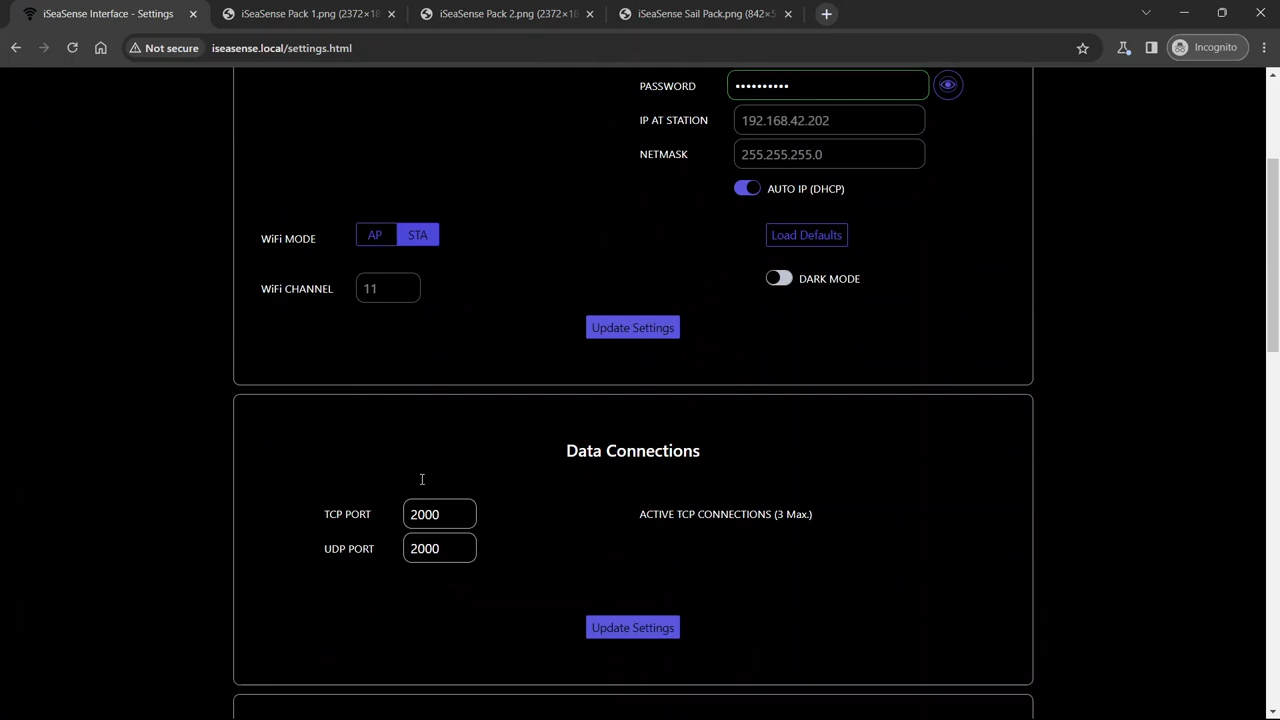 iSeaSense Interface - Settings
iSeaSense Pack 1.png (2372×18
iSeaSense Pack 2.png (2372×18
iSeaSense Sail Pack.png (842×5
Not secure
iseasense.local/settings.html
Incognito
PASSWORD
••••••••••
IP AT STATION
192.168.42.202
NETMASK
255.255.255.0
AUTO IP (DHCP)
WiFi MODE
AP
STA
Load Defaults
WiFi CHANNEL
11
DARK MODE
Update Settings
Data Connections
TCP PORT
2000
ACTIVE TCP CONNECTIONS (3 Max.)
UDP PORT
2000
Update Settings